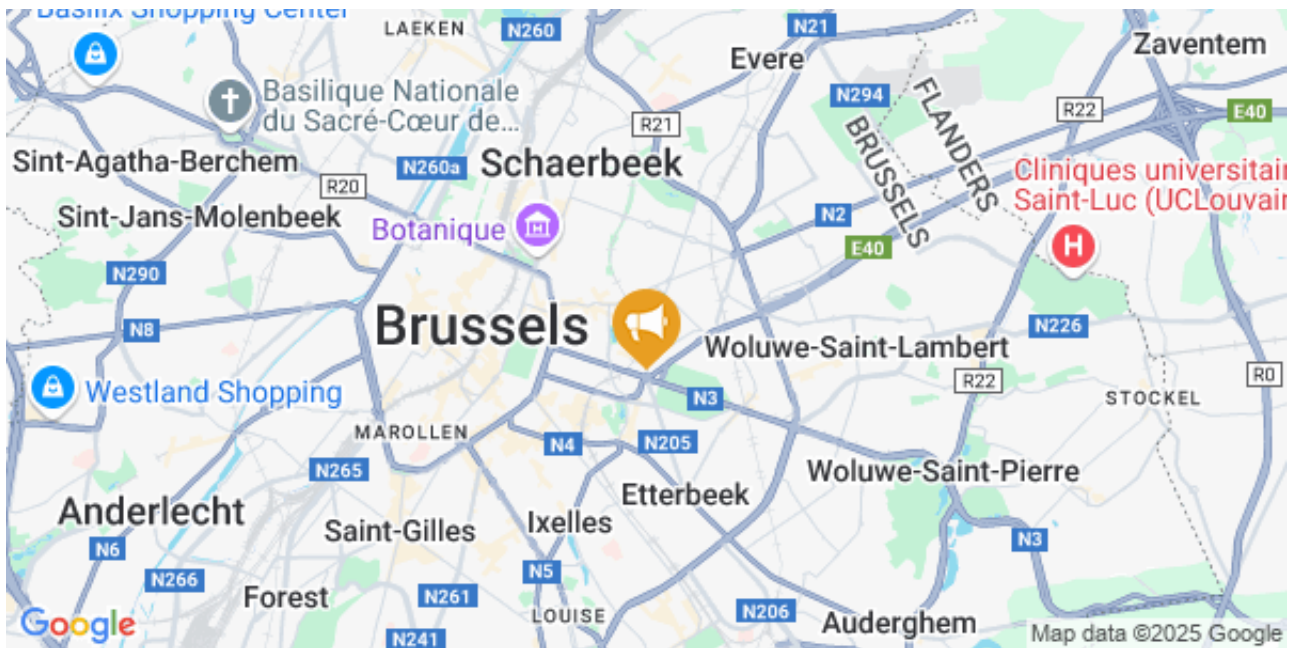 Basilix Shopping Center
LAEKEN
N260
N21
Evere
Zaventem
Basilique Nationale
du Sacré-Cœur de...
N294
FLANDERS
R22
E40
R21
BRUSSELS
Sint-Agatha-Berchem
N260a
Schaerbeek
Cliniques universitair
Saint-Luc (UCLouvain
R20
Sint-Jans-Molenbeek
Botanique
N2
E40
H
N290
N8
Brussels
N226
Woluwe-Saint-Lambert
R22
R0
Westland Shopping
N3
STOCKEL
MAROLLEN
N4
N205
N265
Woluwe-Saint-Pierre
Etterbeek
Anderlecht
Saint-Gilles
Ixelles
N6
N3
N266
N5
Forest
N261
LOUISE
N206
Auderghem
Google
N241
Map data ©2025 Google